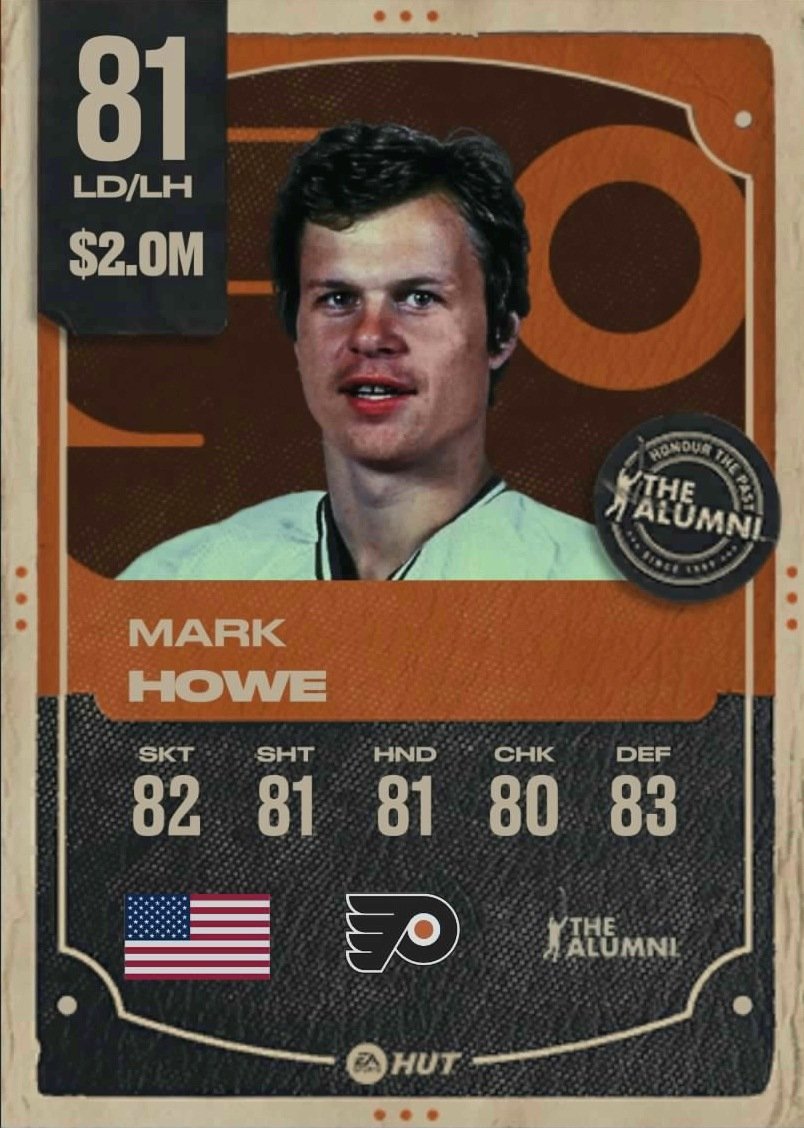 81
LD/LH
$2.0M
HONOUR THE PAST
THE
ALUMNI
MARK
HOWE
SKT SHT HND CHK DEF
82 81 81 80 83
THE
ALUMNI
EA
HUT